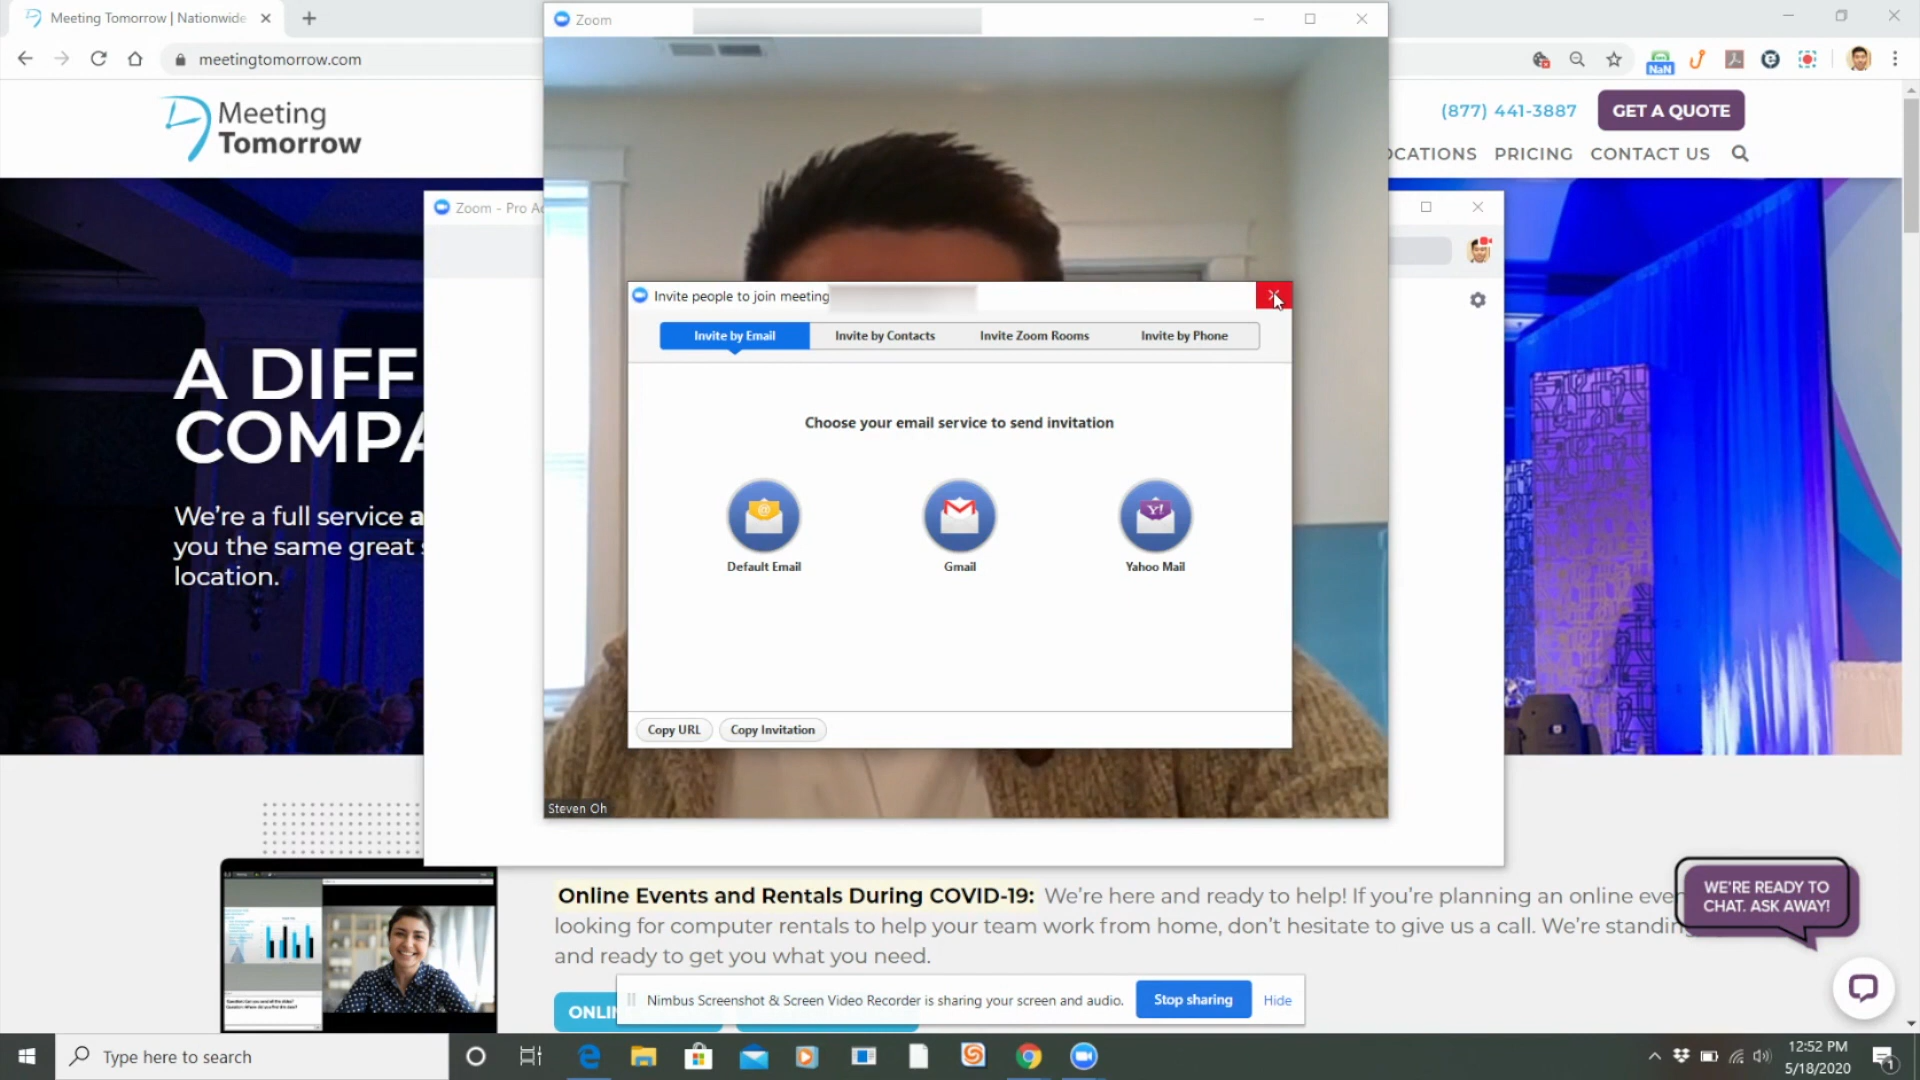 Meeting Tomorrow | Nationwide
Zoom
meetingtomorrow.com
NaN
Meeting
Tomorrow
(877) 441-3887
GET A QUOTE
OCATIONS
PRICING
CONTACT US
Zoom - Pro
Invite people to join meeting
Invite by Email
Invite by Contacts
Invite Zoom Rooms
Invite by Phone
A DIFF
COMPA
Choose your email service to send invitation
We're a full service a
you the same great
location.
Default Email
Gmail
Yahoo Mail
Copy URL
Copy Invitation
Steven Oh
Online Events and Rentals During COVID-19: We're here and ready to help! If you're planning an online eve
looking for computer rentals to help your team work from home, don't hesitate to give us a call. We're standing
and ready to get you what you need.
WE'RE READY TO
CHAT. ASK AWAY!
ONLI
Nimbus Screenshot & Screen Video Recorder is sharing your screen and audio.
Stop sharing
Hide
Type here to search
12:52 PM
5/18/2020
1